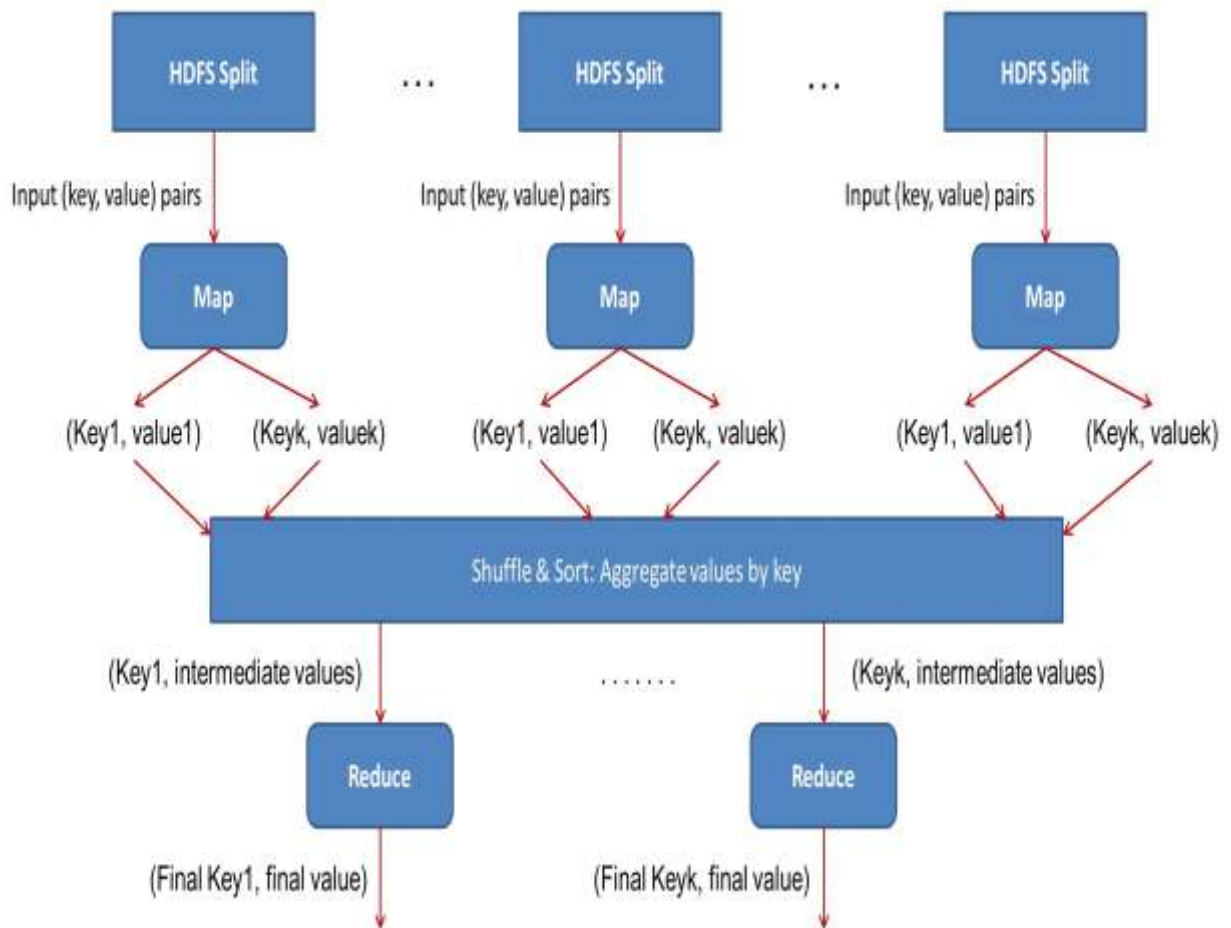 HDFS Split
...
HDFS Split
...
HDFS Split
Input (key, value) pairs
Input (key, value) pairs
Input (key, value) pairs
Map
Map
Map
(Key1, value1)
(Keyk, valuek)
(Key1, value1)
(Keyk, valuek)
(Key1, value1)
(Keyk, valuek)
Shuffle & Sort: Aggregate values by key
(Key1, intermediate values)
.......
(Keyk, intermediate values)
Reduce
Reduce
(Final Key1, final value)
(Final Keyk, final value)